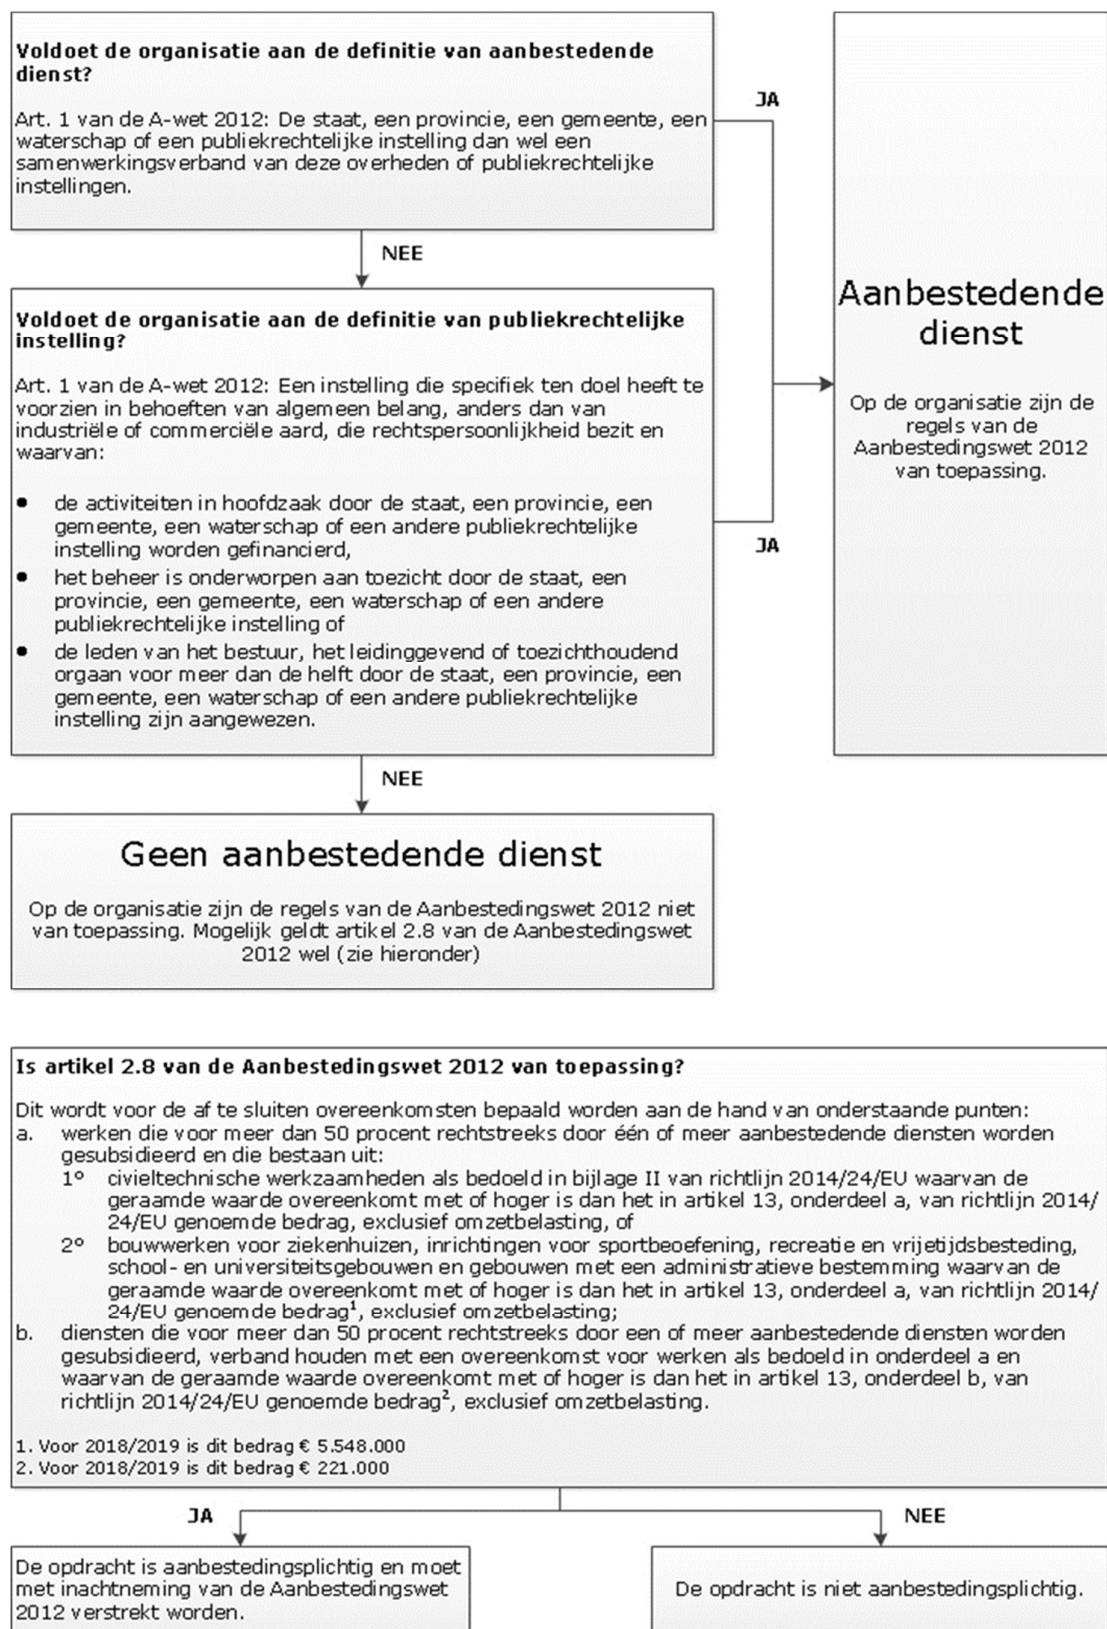 Voldoet de organisatie aan de definitie van aanbestedende
dienst?
Art. 1 van de A-wet 2012: De staat, een provincie, een gemeente, een
waterschap of een publiekrechtelijke instelling dan wel een
samenwerkingsverband van deze overheden of publiekrechtelijke
instellingen.
JA
NEE
Voldoet de organisatie aan de definitie van publiekrechtelijke
instelling?
Art. 1 van de A-wet 2012: Een instelling die specifiek ten doel heeft te
voorzien in behoeften van algemeen belang, anders dan van
industriële of commerciële aard, die rechtspersoonlijkheid bezit en
waarvan:
• de activiteiten in hoofdzaak door de staat, een provincie, een
gemeente, een waterschap of een andere publiekrechtelijke
instelling worden gefinancierd,
• het beheer is onderworpen aan toezicht door de staat, een
provincie, een gemeente, een waterschap of een andere
publiekrechtelijke instelling of
• de leden van het bestuur, het leidinggevend of toezichthoudend
orgaan voor meer dan de helft door de staat, een provincie, een
gemeente, een waterschap of een andere publiekrechtelijke
instelling zijn aangewezen.
JA
Aanbestedende
dienst
Op de organisatie zijn de
regels van de
Aanbestedingswet 2012
van toepassing.
NEE
Geen aanbestedende dienst
Op de organisatie zijn de regels van de Aanbestedingswet 2012 niet
van toepassing. Mogelijk geldt artikel 2.8 van de Aanbestedingswet
2012 wel (zie hieronder)
Is artikel 2.8 van de Aanbestedingswet 2012 van toepassing?
Dit wordt voor de af te sluiten overeenkomsten bepaald worden aan de hand van onderstaande punten:
a. werken die voor meer dan 50 procent rechtstreeks door één of meer aanbestedende diensten worden
gesubsidieerd en die bestaan uit:
1º civieltechnische werkzaamheden als bedoeld in bijlage II van richtlijn 2014/24/EU waarvan de
geraamde waarde overeenkomt met of hoger is dan het in artikel 13, onderdeel a, van richtlijn 2014/
24/EU genoemde bedrag, exclusief omzetbelasting, of
2º bouwwerken voor ziekenhuizen, inrichtingen voor sportbeoefening, recreatie en vrijetijdsbesteding,
school- en universiteitsgebouwen en gebouwen met een administratieve bestemming waarvan de
geraamde waarde overeenkomt met of hoger is dan het in artikel 13, onderdeel a, van richtlijn 2014/
24/EU genoemde bedrag¹, exclusief omzetbelasting;
b. diensten die voor meer dan 50 procent rechtstreeks door een of meer aanbestedende diensten worden
gesubsidieerd, verband houden met een overeenkomst voor werken als bedoeld in onderdeel a en
waarvan de geraamde waarde overeenkomt met of hoger is dan het in artikel 13, onderdeel b, van
richtlijn 2014/24/EU genoemde bedrag², exclusief omzetbelasting.
1. Voor 2018/2019 is dit bedrag € 5.548.000
2. Voor 2018/2019 is dit bedrag € 221.000
JA
NEE
De opdracht is aanbestedingsplichtig en moet
met inachtneming van de Aanbestedingswet
2012 verstrekt worden.
De opdracht is niet aanbestedingsplichtig.